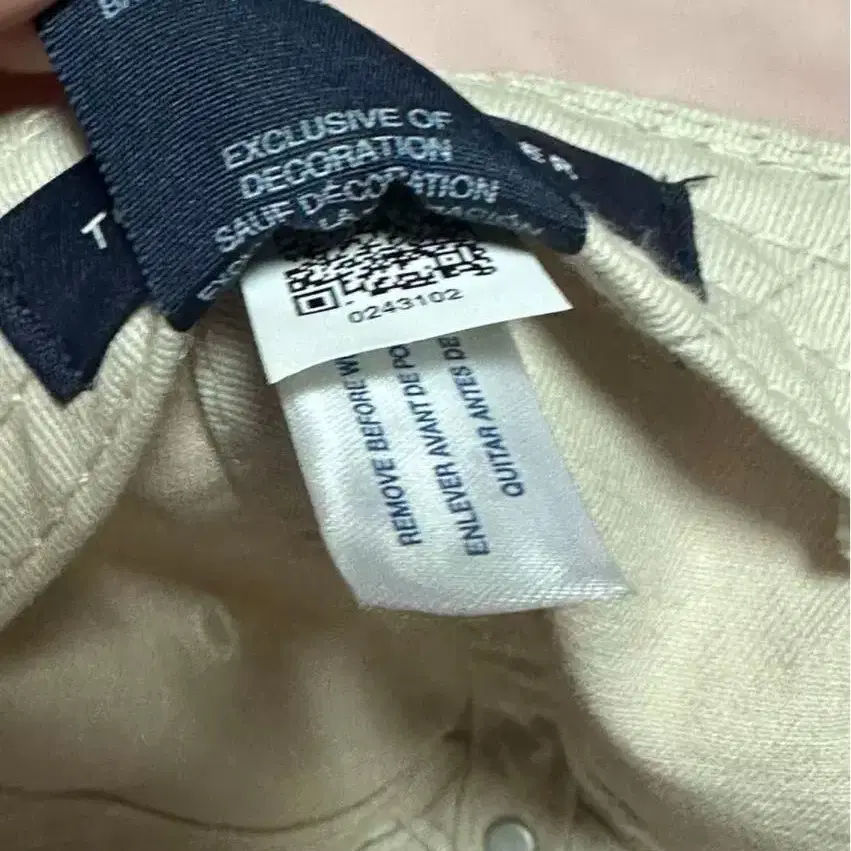 EXCLUSIVE OF
DECORATION
SAUF DÉCORATION
0243102
REMOVE BEFORE
ENLEVER AVANT DE
QUITAR ANTES DE